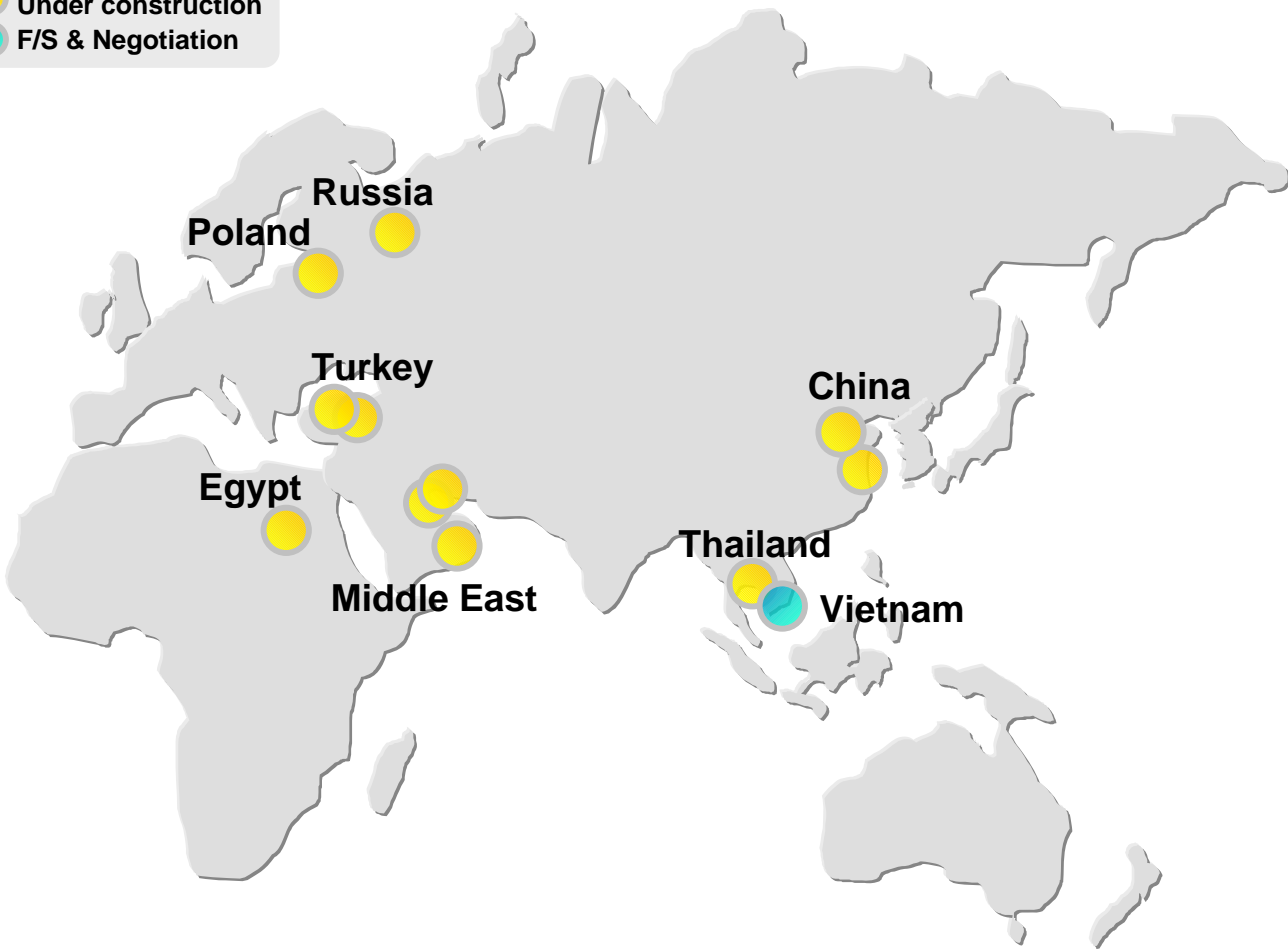 Under construction
F/S & Negotiation
Russia
Poland
Turkey
China
Egypt
Thailand
Middle East
Vietnam